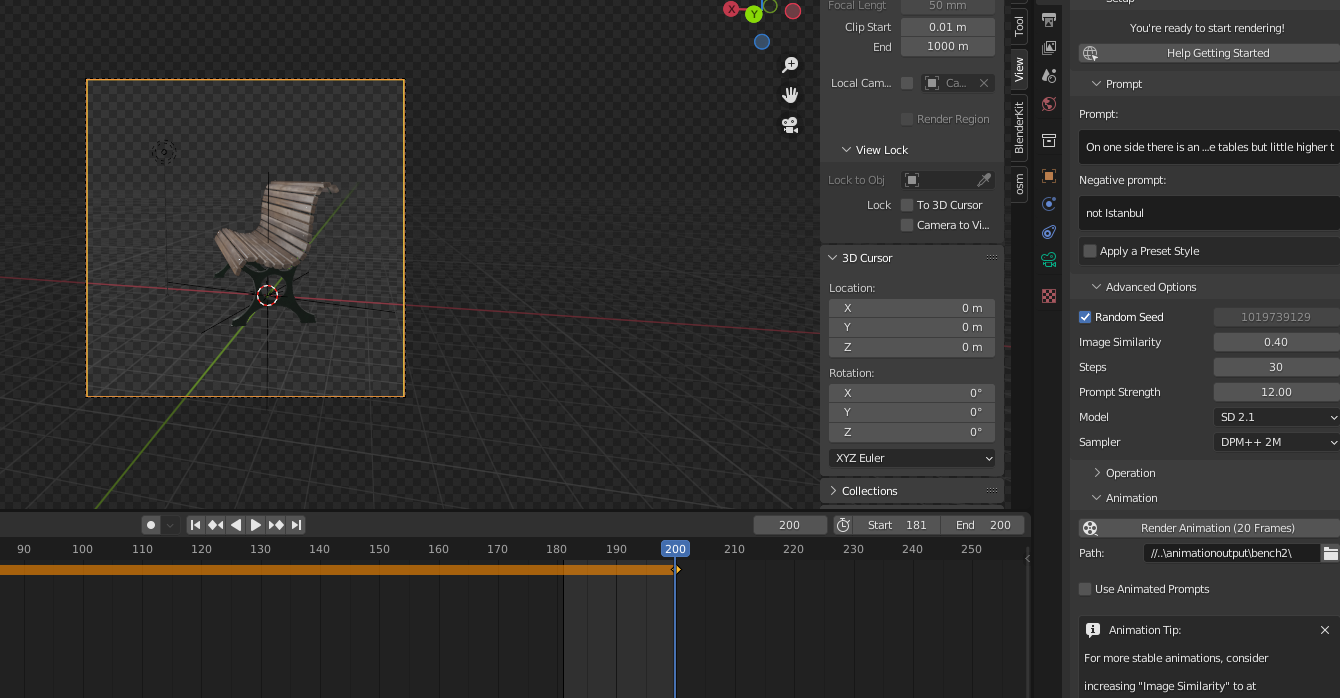 X
Y
Focal Lengt
50 mm
Clip Start
0.01 m
End
1000 m
Local Cam...
Ca...
Render Region
View Lock
Lock to Obj
Lock
To 3D Cursor
Camera to Vi...
3D Cursor
Location:
X
0 m
Y
0 m
Z
0 m
Rotation:
X
0°
Y
0°
Z
0°
XYZ Euler
Collections
Tool
View
BlenderKit
osm
Setup
You're ready to start rendering!
Help Getting Started
Prompt
Prompt:
On one side there is an ...e tables but little higher t
Negative prompt:
not Istanbul
Apply a Preset Style
Advanced Options
Random Seed
1019739129
Image Similarity
0.40
Steps
30
Prompt Strength
12.00
Model
SD 2.1
Sampler
DPM++ 2M
Operation
Animation
Render Animation (20 Frames)
Path:
//..\animationoutput\bench2\
Use Animated Prompts
Animation Tip:
For more stable animations, consider
increasing "Image Similarity" to at
200
Start 181
End 200
90 100 110 120 130 140 150 160 170 180 190 200 210 220 230 240 250